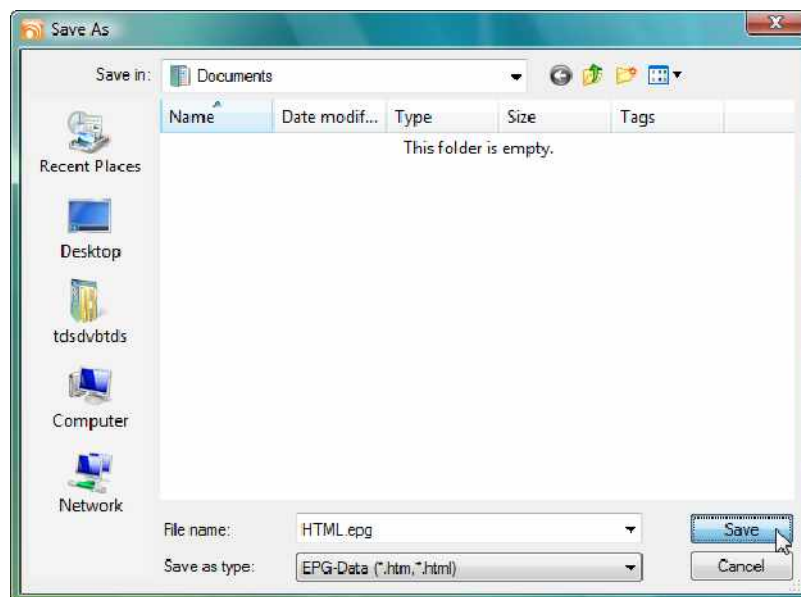 Save As
Save in: Documents
Name Date modif... Type Size Tags
This folder is empty.
Recent Places
Desktop
tdsdvbtds
Computer
Network
File name: HTML.epg Save
Save as type: EPG-Data (*.htm,*.html) Cancel